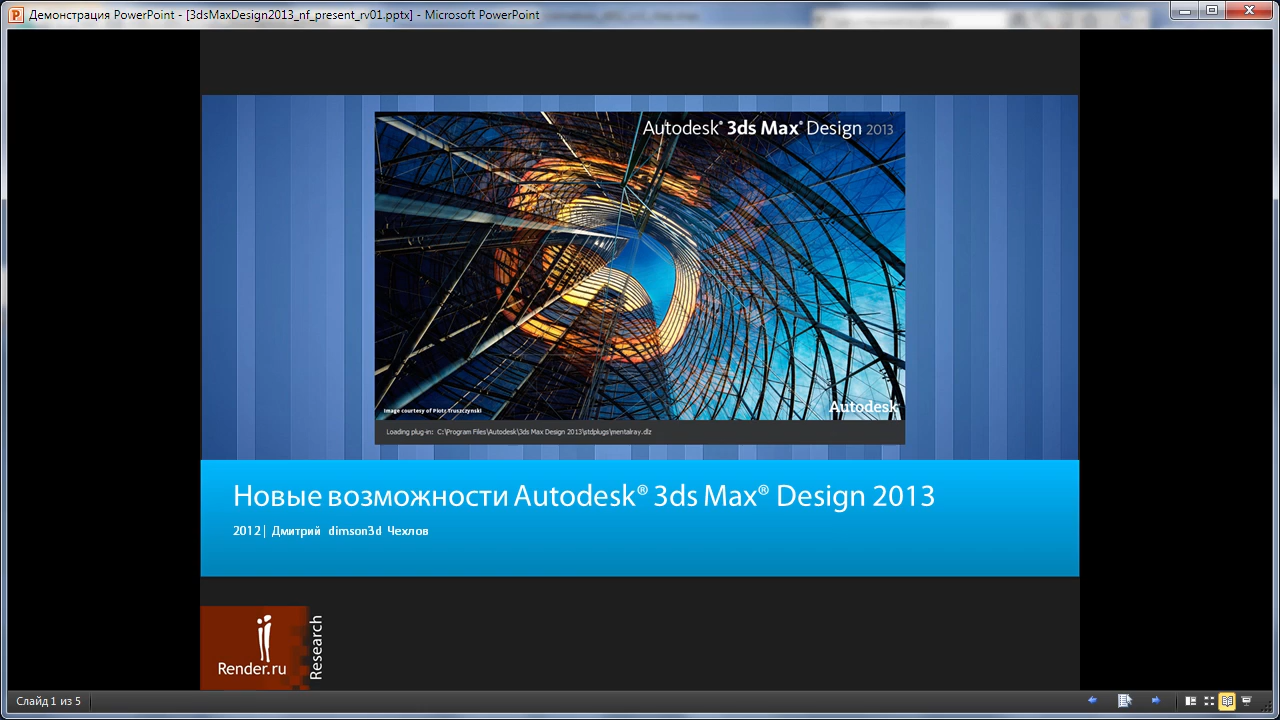 Демонстрация PowerPoint - [3dsMaxDesign2013_nf_present_rv01.pptx] - Microsoft PowerPoint
Autodesk® 3ds Max® Design 2013
Image courtesy of Piotr Truszczynski
Autodesk
Loading plug-in: C:\Program Files\Autodesk\3ds Max Design 2013\stdplugs\mentalray.dlz
Новые возможности Autodesk® 3ds Max® Design 2013
2012| Дмитрий dimson3d Чехлов
Render.ru
Research
Слайд 1 из 5